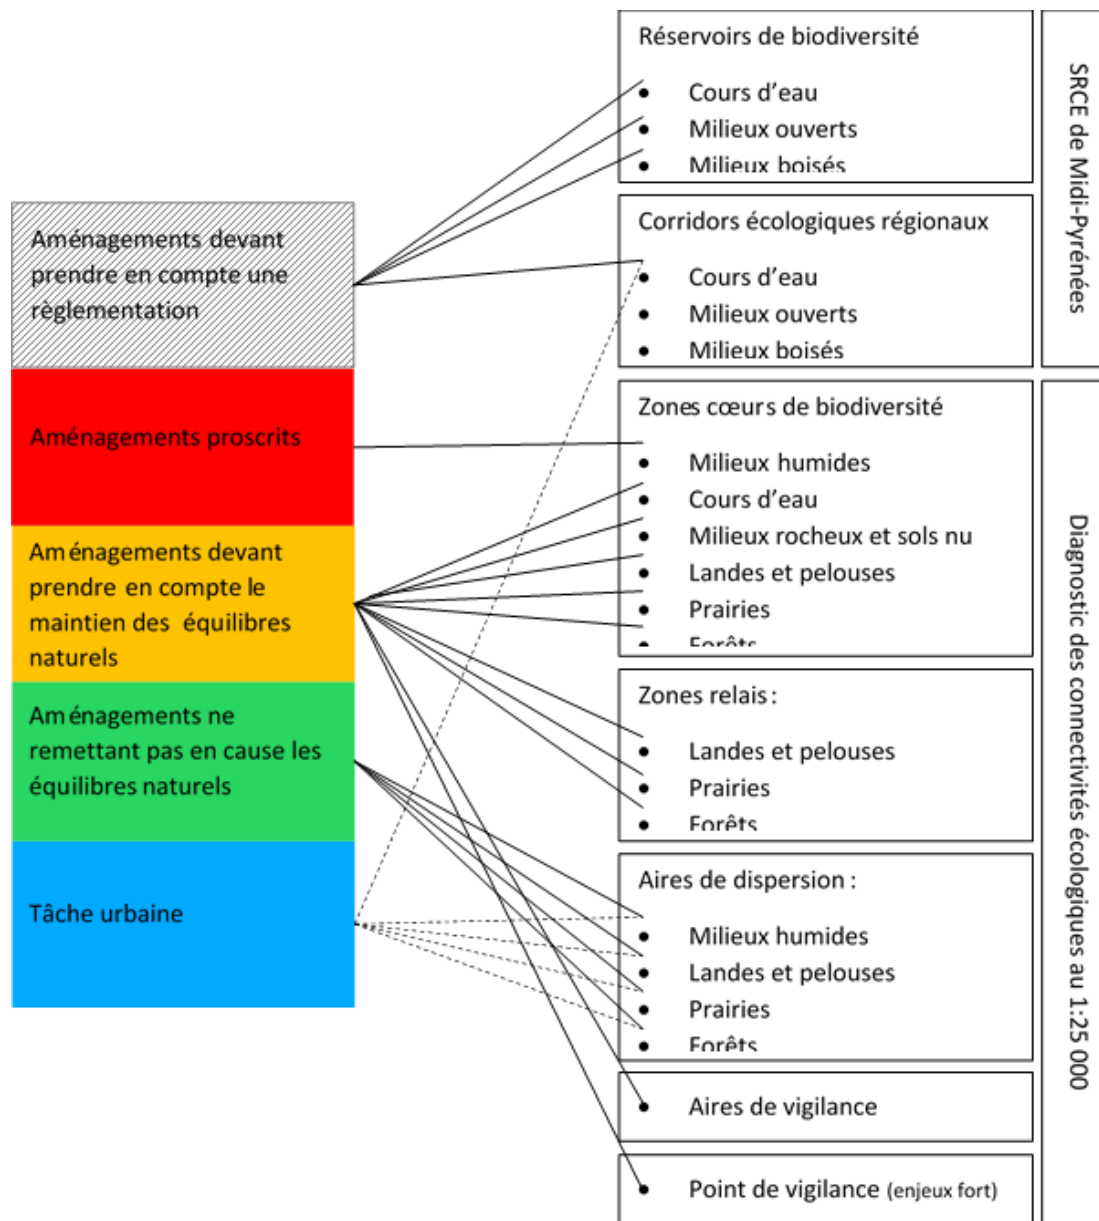 Réservoirs de biodiversité
• Cours d’eau
• Milieux ouverts
• Milieux boisés
SRCE de Midi-Pyrénées
Aménagements devant
prendre en compte une
règlementation
Corridors écologiques régionaux
• Cours d’eau
• Milieux ouverts
• Milieux boisés
Aménagements proscrits
Aménagements devant
prendre en compte le
maintien des équilibres
naturels
Aménagements ne
remettant pas en cause les
équilibres naturels
Tâche urbaine
Zones cœurs de biodiversité
• Milieux humides
• Cours d’eau
• Milieux rocheux et sols nu
• Landes et pelouses
• Prairies
• Forêts
Zones relais :
• Landes et pelouses
• Prairies
• Forêts
Aires de dispersion :
• Milieux humides
• Landes et pelouses
• Prairies
• Forêts
• Aires de vigilance
• Point de vigilance (enjeux fort)
Diagnostic des connectivités écologiques au 1:25 000